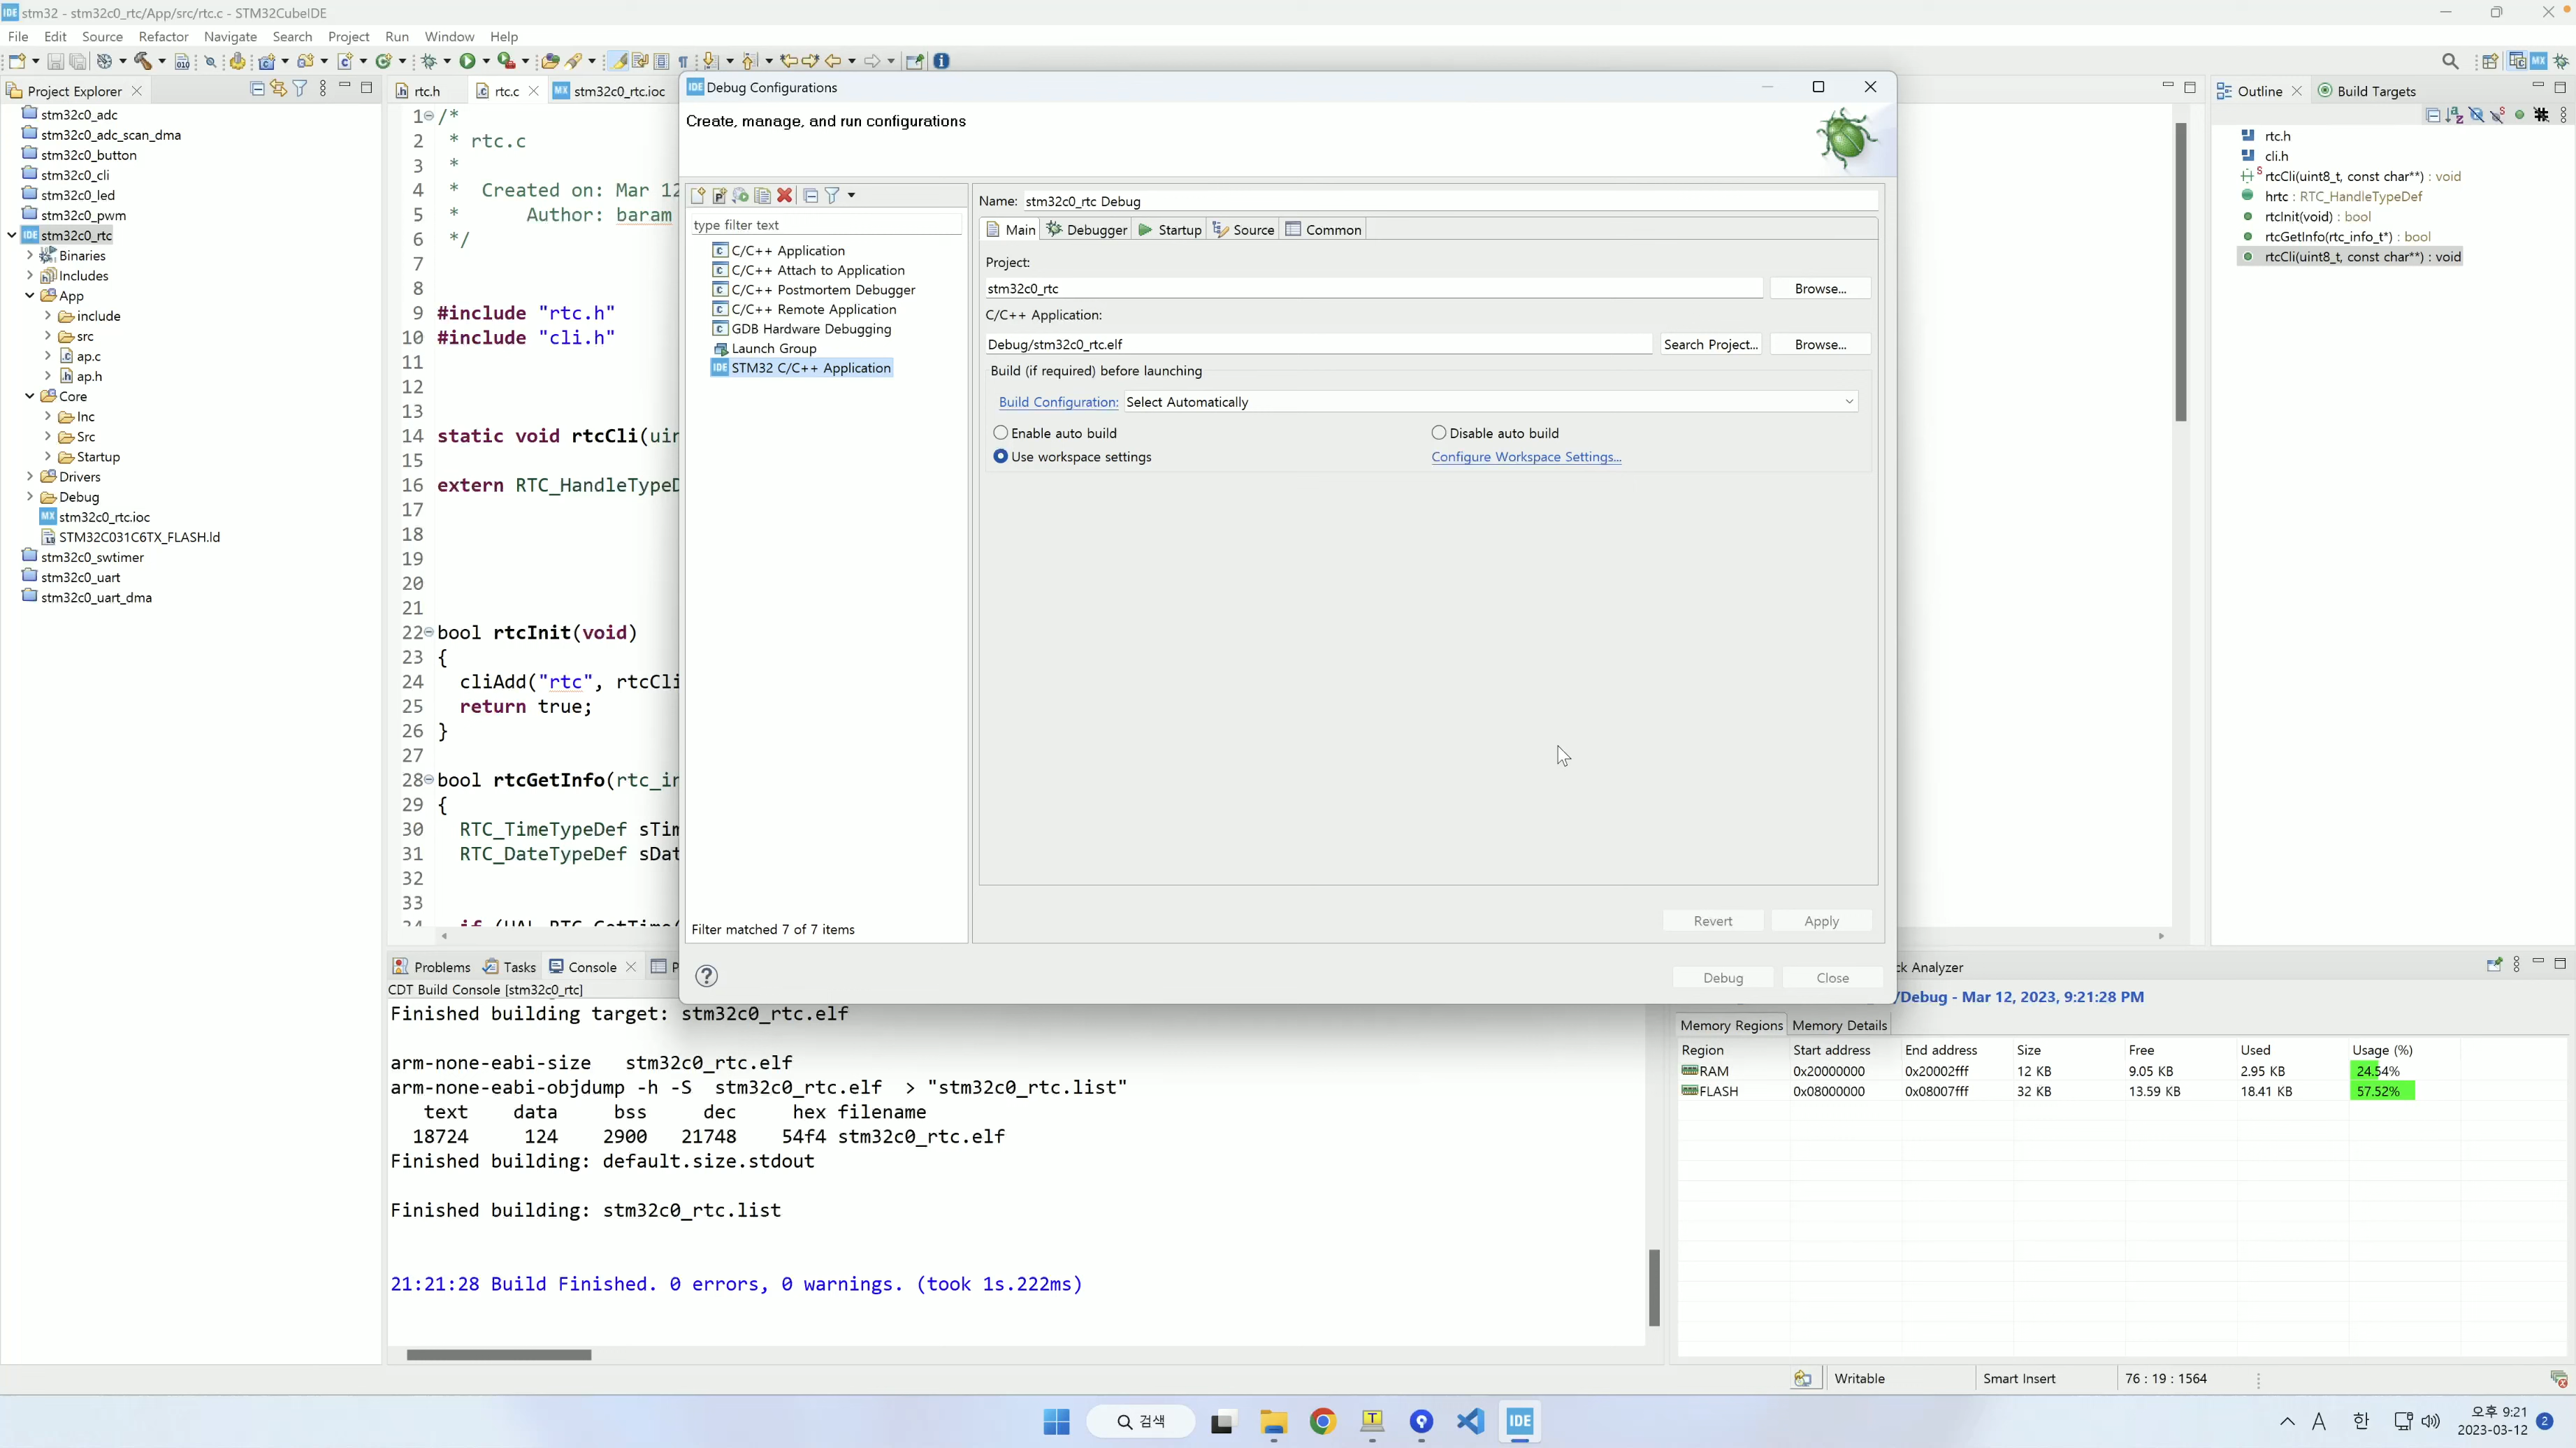 stm32 - stm32c0_rtc/App/src/rtc.c - STM32CubeIDE
File Edit Source Refactor Navigate Search Project Run Window Help
Project Explorer
stm32c0_adc
stm32c0_adc_scan_dma
stm32c0_button
stm32c0_cli
stm32c0_led
stm32c0_pwm
stm32c0_rtc
Binaries
Includes
App
include
src
ap.c
ap.h
Core
Inc
Src
Startup
Drivers
Debug
stm32c0_rtc.ioc
STM32C031C6TX_FLASH.ld
stm32c0_swtimer
stm32c0_uart
stm32c0_uart_dma
rtc.h rtc.c stm32c0_rtc.ioc
1 /*
2 * rtc.c
3 *
4 * Created on: Mar 12
5 * Author: baram
6 */
7
8
9 #include "rtc.h"
10 #include "cli.h"
11
12
13
14 static void rtcCli(uin
15
16 extern RTC_HandleTypeD
17
18
19
20
21
22 bool rtcInit(void)
23 {
24 cliAdd("rtc", rtcCli
25 return true;
26 }
27
28 bool rtcGetInfo(rtc_in
29 {
30 RTC_TimeTypeDef sTim
31 RTC_DateTypeDef sDat
32
33
34 if (HAL_RTC_GetTime(
Debug Configurations
Create, manage, and run configurations
type filter text
C/C++ Application
C/C++ Attach to Application
C/C++ Postmortem Debugger
C/C++ Remote Application
GDB Hardware Debugging
Launch Group
STM32 C/C++ Application
Filter matched 7 of 7 items
Name: stm32c0_rtc Debug
Main Debugger Startup Source Common
Project:
stm32c0_rtc Browse...
C/C++ Application:
Debug/stm32c0_rtc.elf Search Project... Browse...
Build (if required) before launching
Build Configuration: Select Automatically
Enable auto build Disable auto build
Use workspace settings Configure Workspace Settings...
Revert Apply
Debug Close
Outline Build Targets
rtc.h
cli.h
rtcCli(uint8_t, const char**) : void
hrtc : RTC_HandleTypeDef
rtcInit(void) : bool
rtcGetInfo(rtc_info_t*) : bool
rtcCli(uint8_t, const char**) : void
Problems Tasks Console P
CDT Build Console [stm32c0_rtc]
Finished building target: stm32c0_rtc.elf
arm-none-eabi-size stm32c0_rtc.elf
arm-none-eabi-objdump -h -S stm32c0_rtc.elf > "stm32c0_rtc.list"
text data bss dec hex filename
18724 124 2900 21748 54f4 stm32c0_rtc.elf
Finished building: default.size.stdout
Finished building: stm32c0_rtc.list
21:21:28 Build Finished. 0 errors, 0 warnings. (took 1s.222ms)
ck Analyzer
/Debug - Mar 12, 2023, 9:21:28 PM
Memory Regions Memory Details
Region Start address End address Size Free Used Usage (%)
RAM 0x20000000 0x20002fff 12 KB 9.05 KB 2.95 KB 24.54%
FLASH 0x08000000 0x08007fff 32 KB 13.59 KB 18.41 KB 57.52%
Writable Smart Insert 76 : 19 : 1564
검색
IDE
A 한
오후 9:21
2023-03-12
2